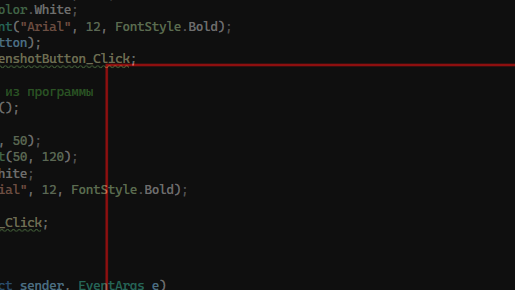 olor.White;
nt("Arial", 12, FontStyle.Bold);
tton);
enshotButton_Click;
из программы
();
, 50);
t(50, 120);
hite;
ial", 12, FontStyle.Bold);
_Click;
ct sender, EventArgs e)